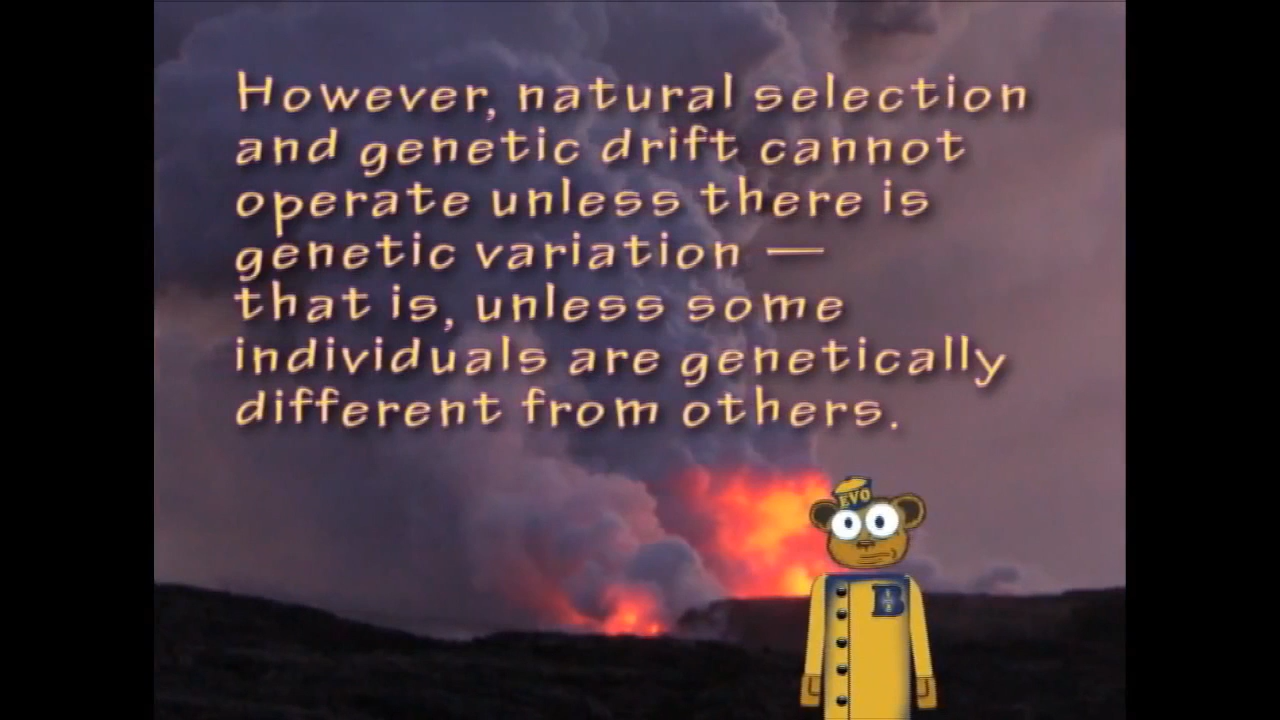 However, natural selection
and genetic drift cannot
operate unless there is
genetic variation —
that is, unless some
individuals are genetically
different from others.
EVO
B